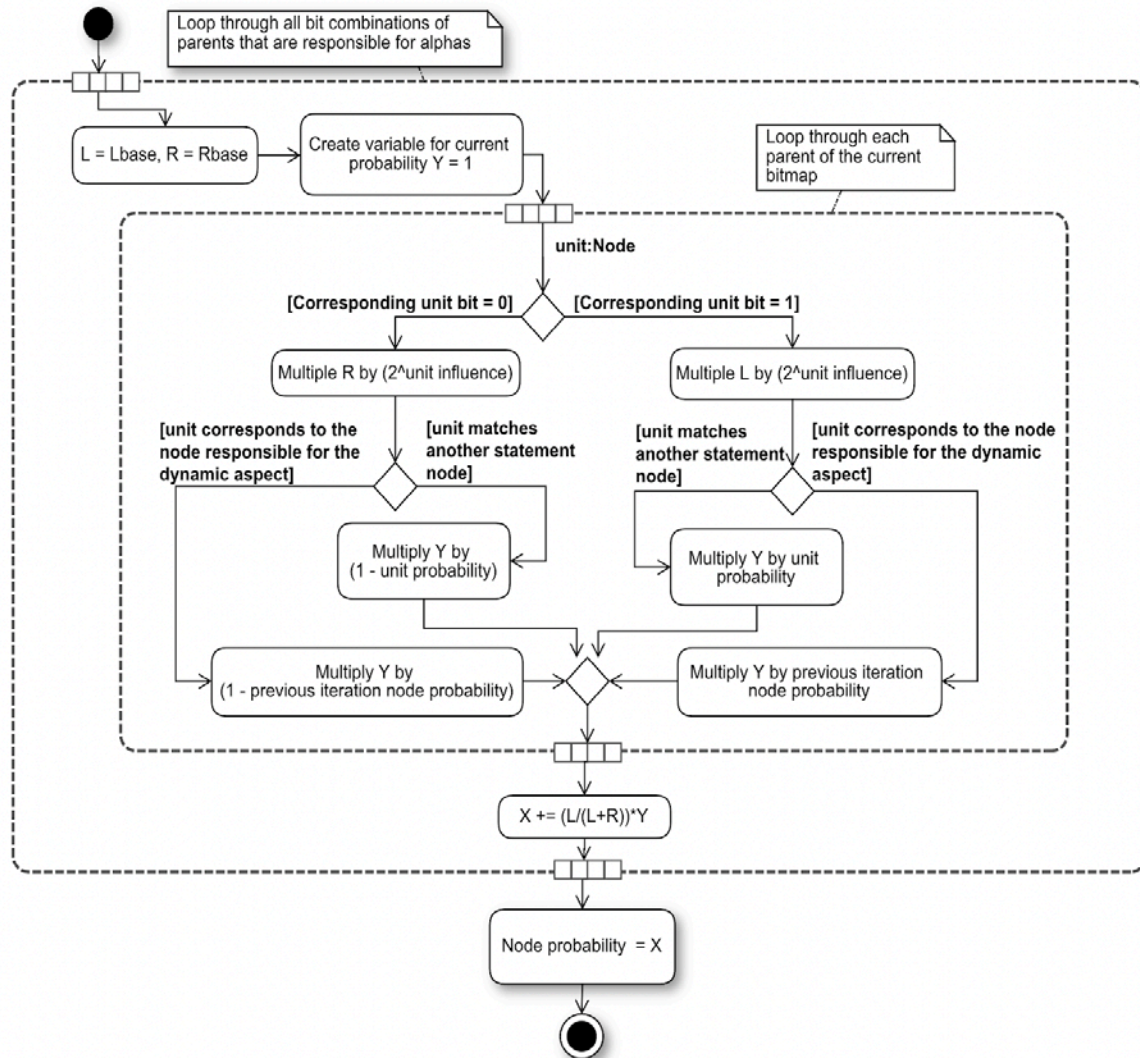 Loop through all bit combinations of
parents that are responsible for alphas
L = Lbase, R = Rbase
Create variable for current
probability Y = 1
Loop through each
parent of the current
bitmap
unit:Node
[Corresponding unit bit = 0]
[Corresponding unit bit = 1]
Multiple R by (2^unit influence)
Multiple L by (2^unit influence)
[unit corresponds to the
node responsible for the
dynamic aspect]
[unit matches
another statement
node]
[unit matches
another statement
node]
[unit corresponds to the node
responsible for the dynamic
aspect]
Multiply Y by
(1 - unit probability)
Multiply Y by unit
probability
Multiply Y by
(1 - previous iteration node probability)
Multiply Y by previous iteration
node probability
X += (L/(L+R))*Y
Node probability = X